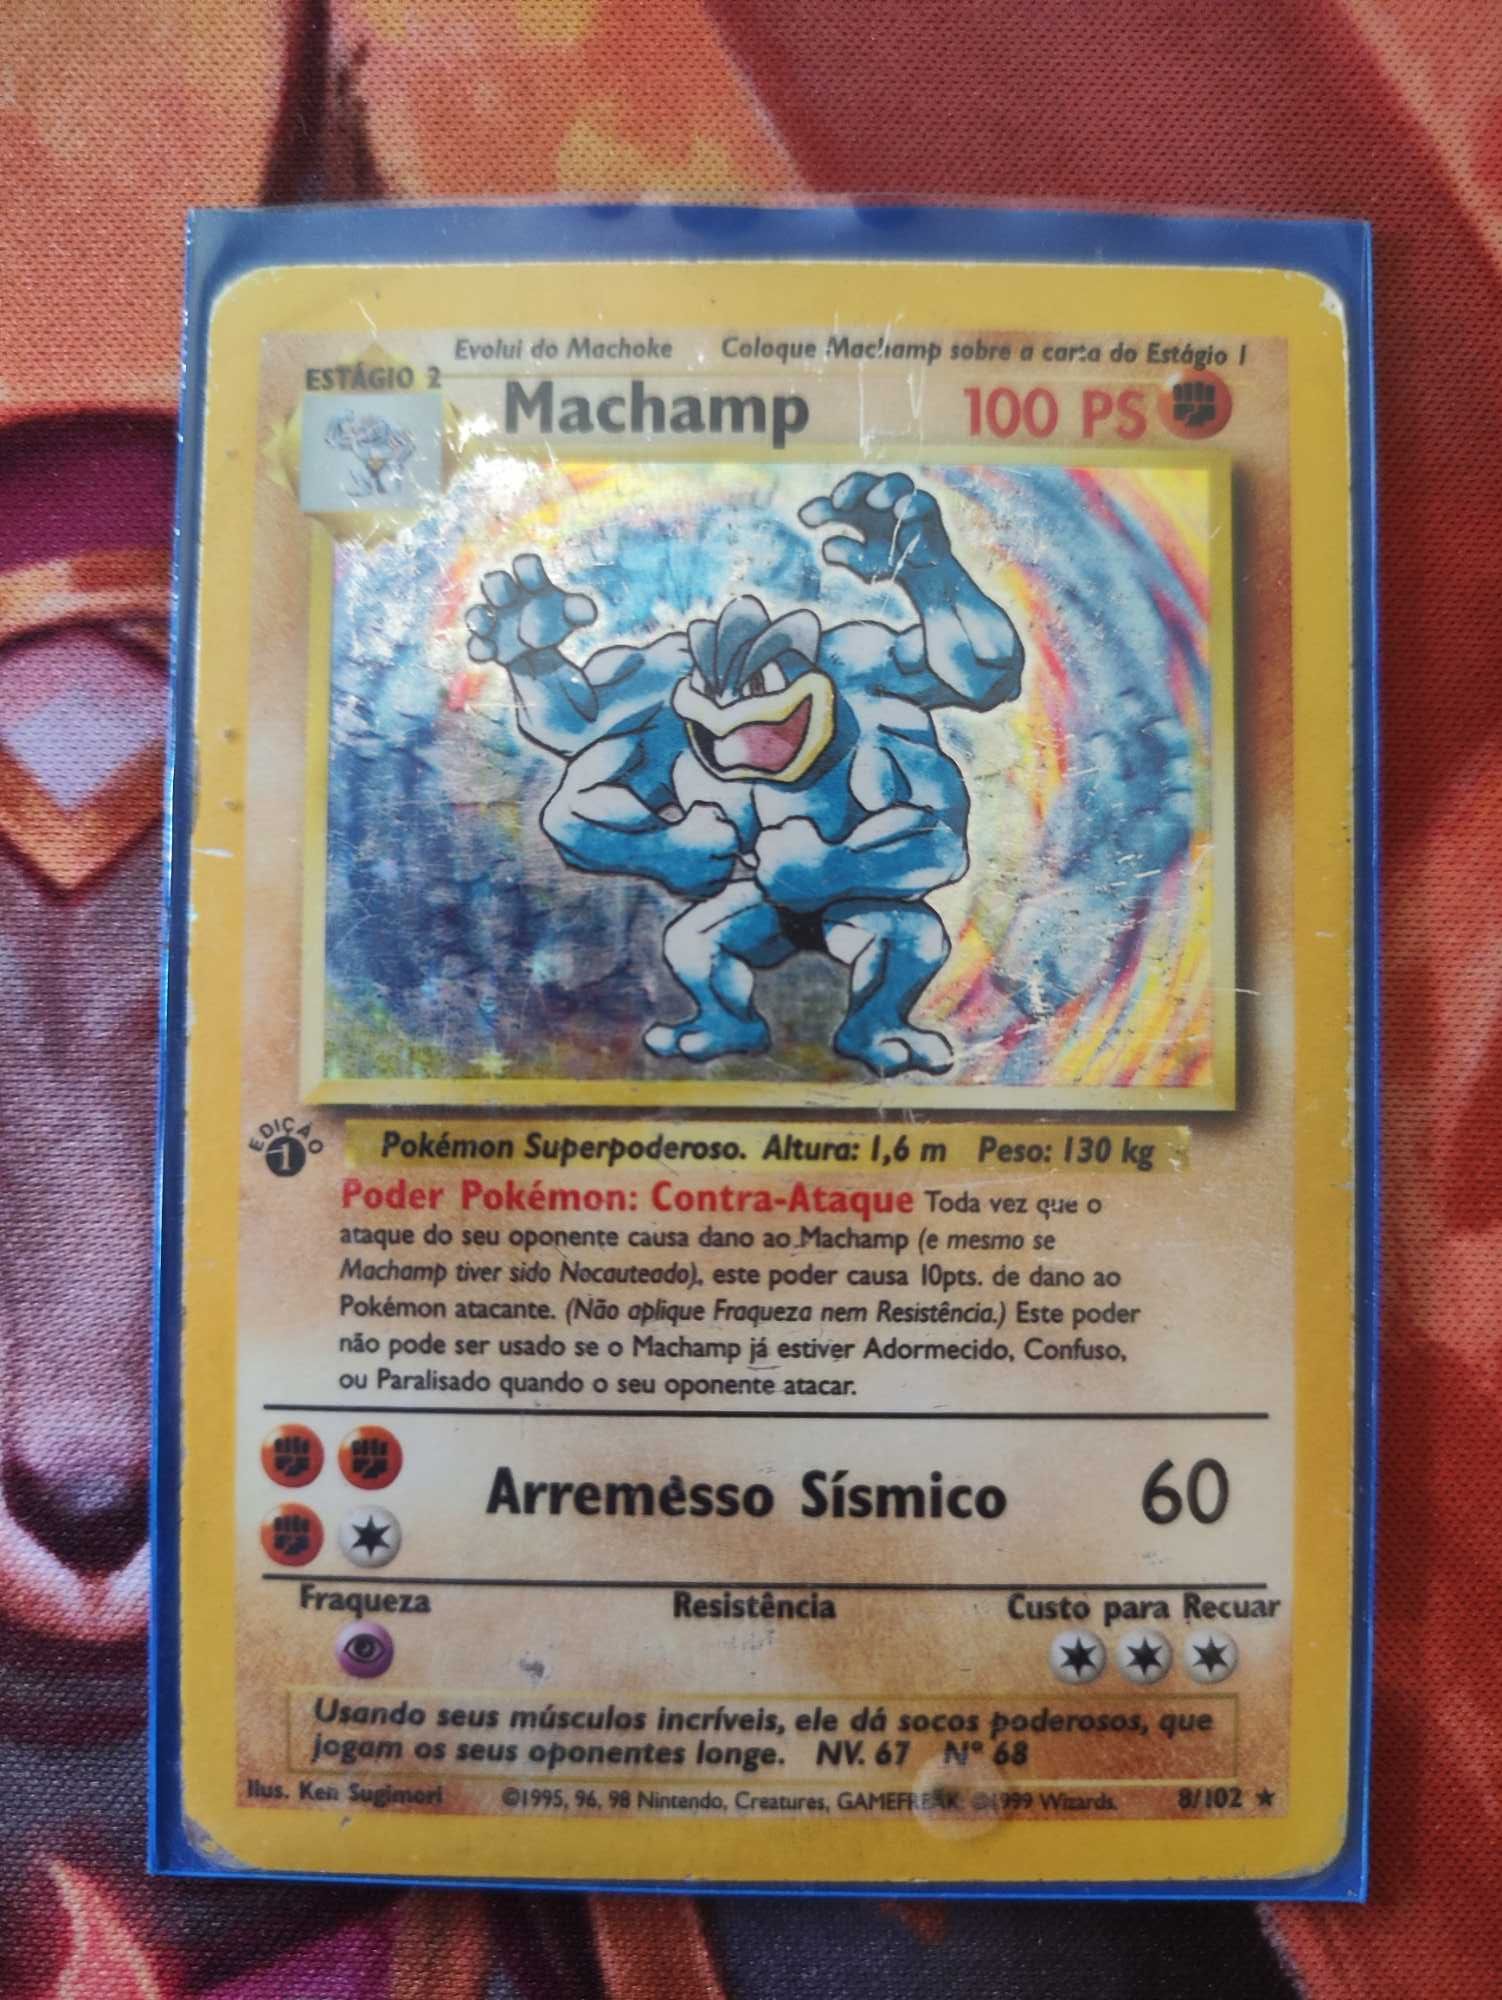 Evolui do Machoke Coloque Machamp sobre a carta do Estágio 1
ESTÁGIO 2
Machamp 100 PS
EDIÇÃO
1
Pokémon Superpoderoso. Altura: 1,6 m Peso: 130 kg
Poder Pokémon: Contra-Ataque Toda vez que o
ataque do seu oponente causa dano ao Machamp (e mesmo se
Machamp tiver sido Nocauteado), este poder causa 10pts. de dano ao
Pokémon atacante. (Não aplique Fraqueza nem Resistência.) Este poder
não pode ser usado se o Machamp já estiver Adormecido, Confuso,
ou Paralisado quando o seu oponente atacar.
Arremesso Sísmico 60
Fraqueza Resistência Custo para Recuar
Usando seus músculos incríveis, ele dá socos poderosos, que
jogam os seus oponentes longe. NV. 67 Nº 68
Ilus. Ken Sugimori ©1995, 96, 98 Nintendo, Creatures, GAMEFREAK. ©1999 Wizards. 8/102 ★